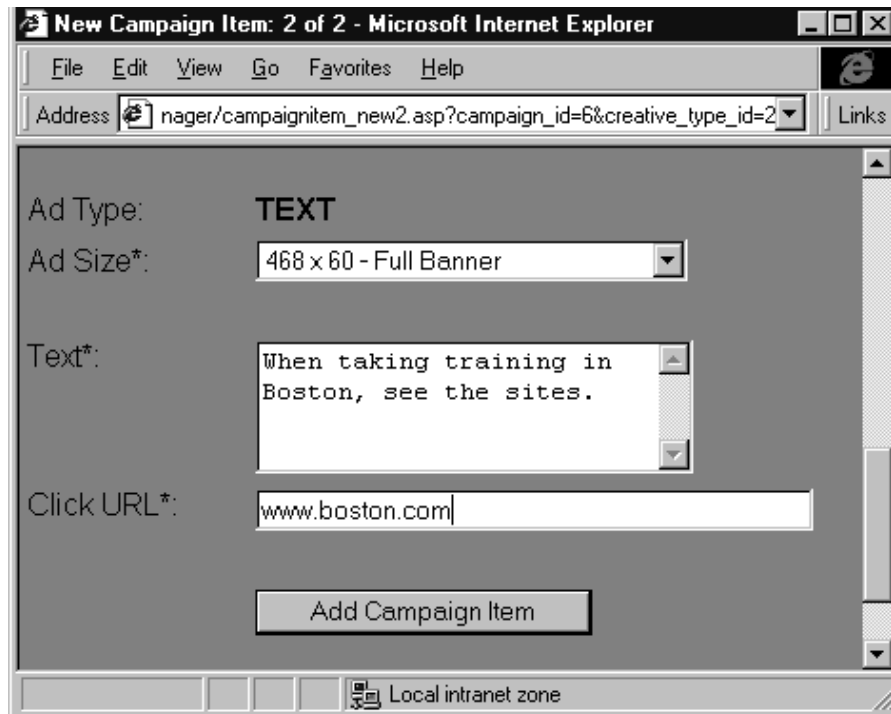 New Campaign Item: 2 of 2 - Microsoft Internet Explorer
File Edit View Go Favorites Help
Address nager/campaignitem_new2.asp?campaign_id=6&creative_type_id=2 Links
Ad Type: TEXT
Ad Size*: 468 x 60 - Full Banner
Text*: When taking training in
Boston, see the sites.
Click URL*: www.boston.com
Add Campaign Item
Local intranet zone